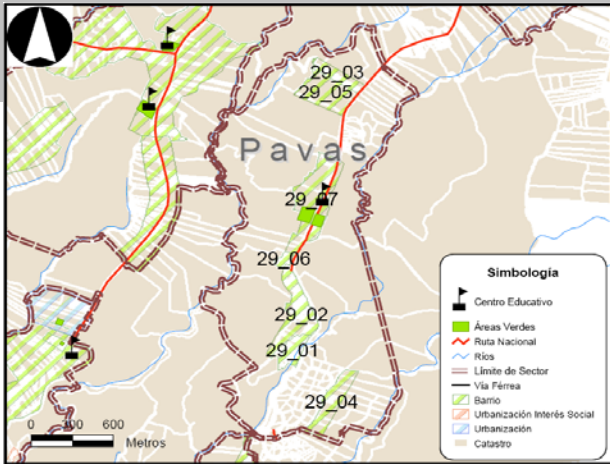 29_03
29_05
Pavas
29_07
29_06
29_02
29_01
29_04
Simbología
Centro Educativo
Áreas Verdes
Ruta Nacional
Ríos
Límite de Sector
Vía Férrea
Barrio
Urbanización Interés Social
Urbanización
Catastro
0 300 600
Metros